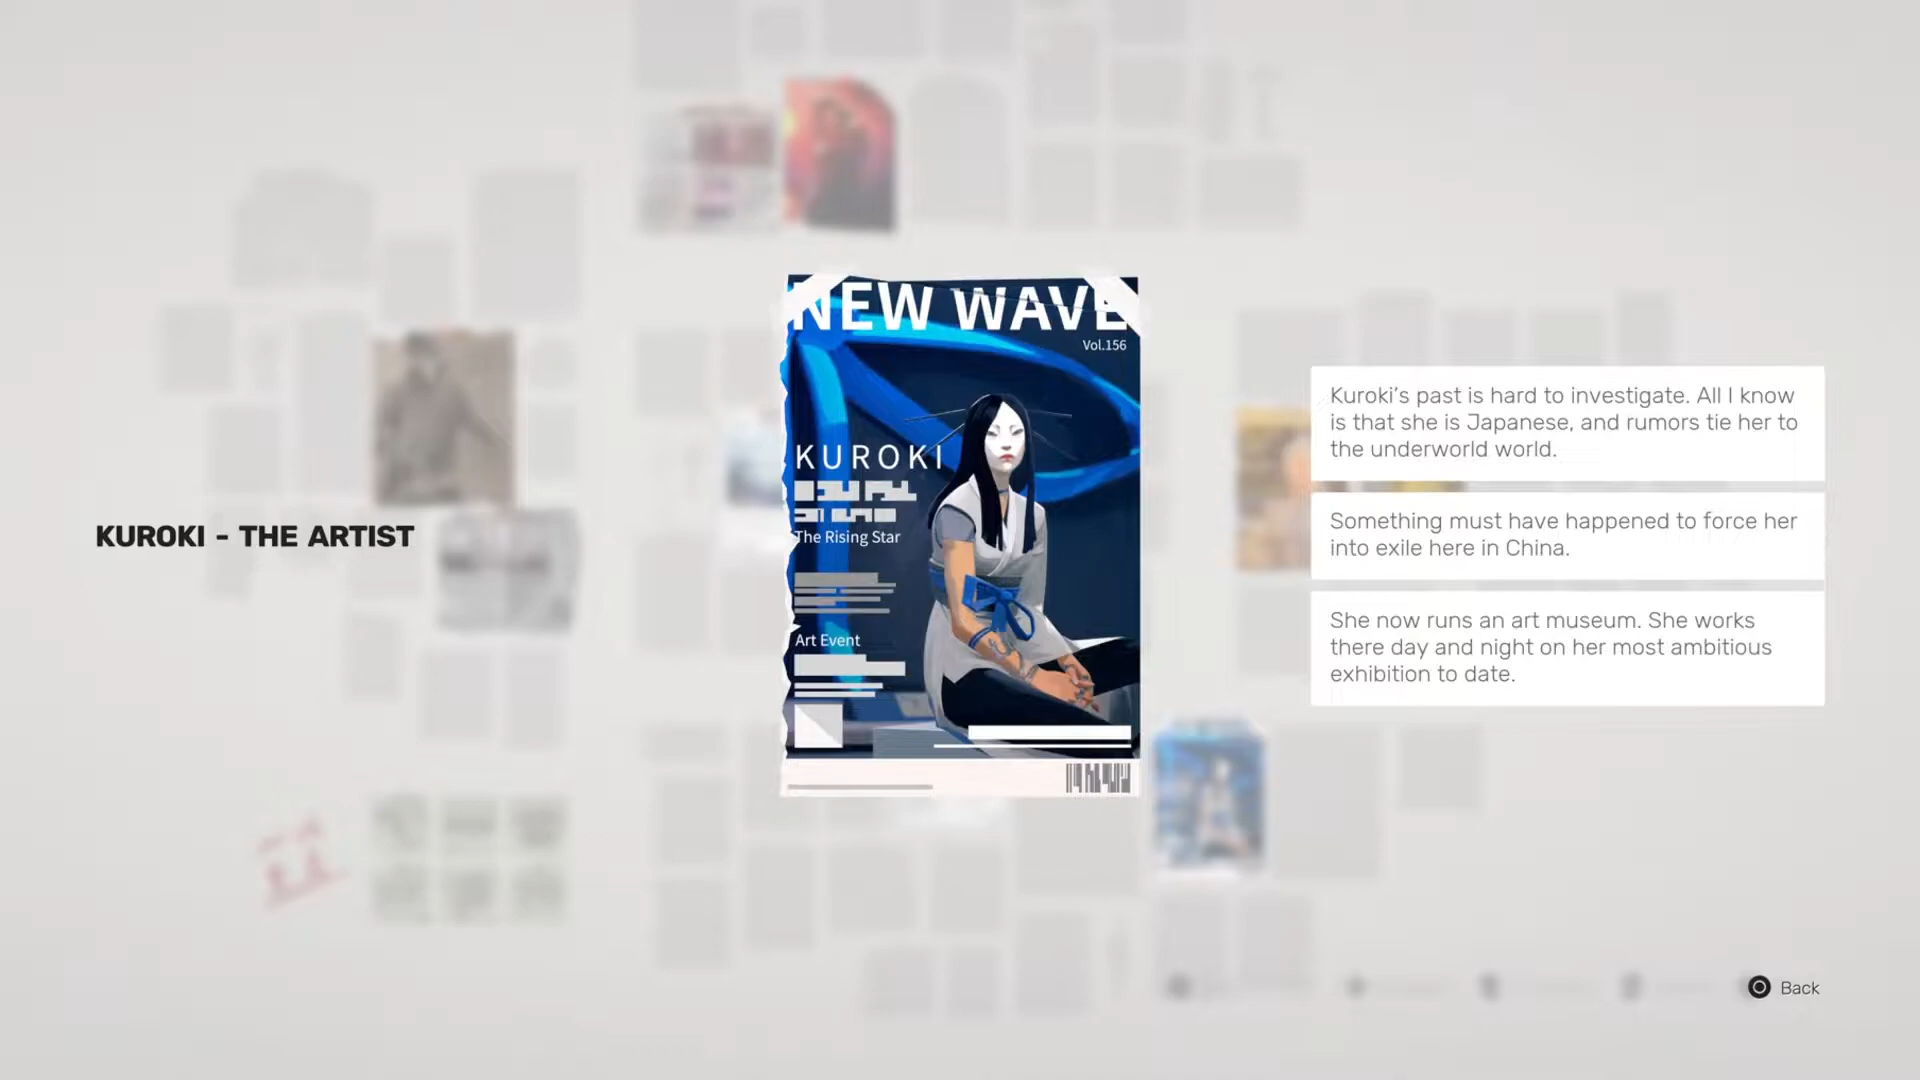 NEW WAVE
Vol.156
KUROKI
The Rising Star
Art Event
KUROKI - THE ARTIST
Kuroki's past is hard to investigate. All I know
is that she is Japanese, and rumors tie her to
the underworld world.
Something must have happened to force her
into exile here in China.
She now runs an art museum. She works
there day and night on her most ambitious
exhibition to date.
Back